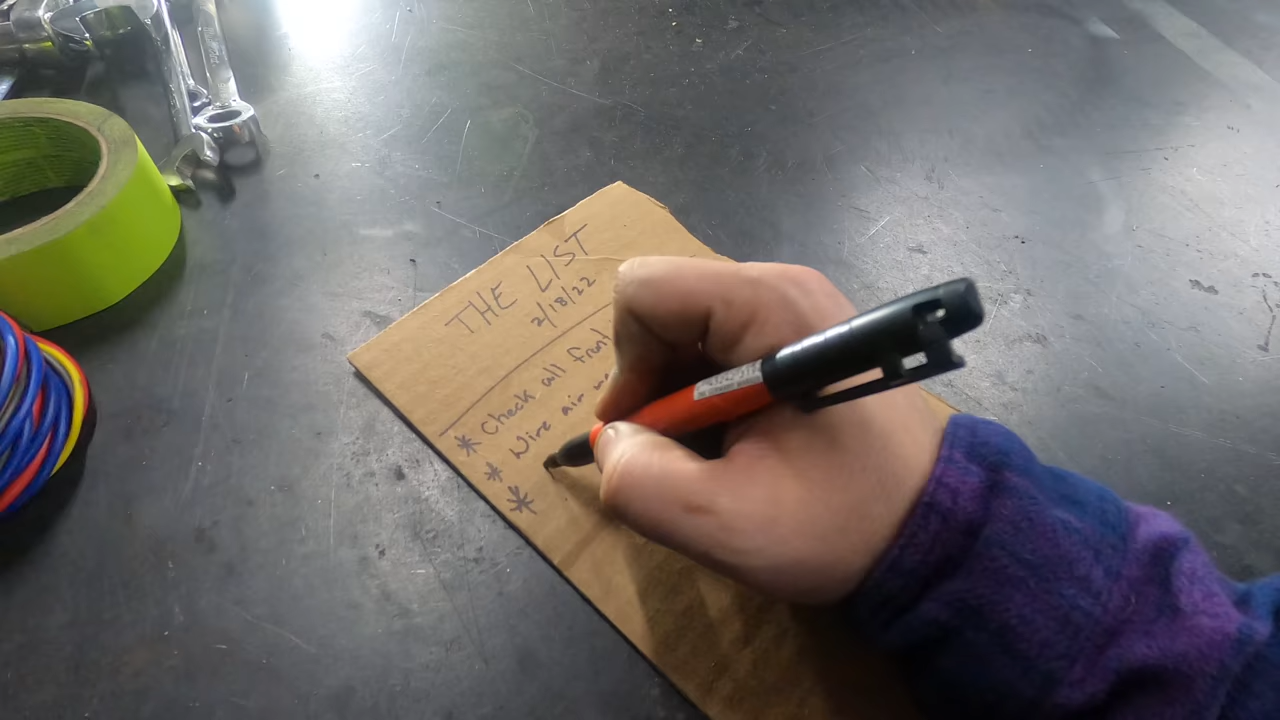 THE LIST
2/18/22
* Check all front
* Wire air
*